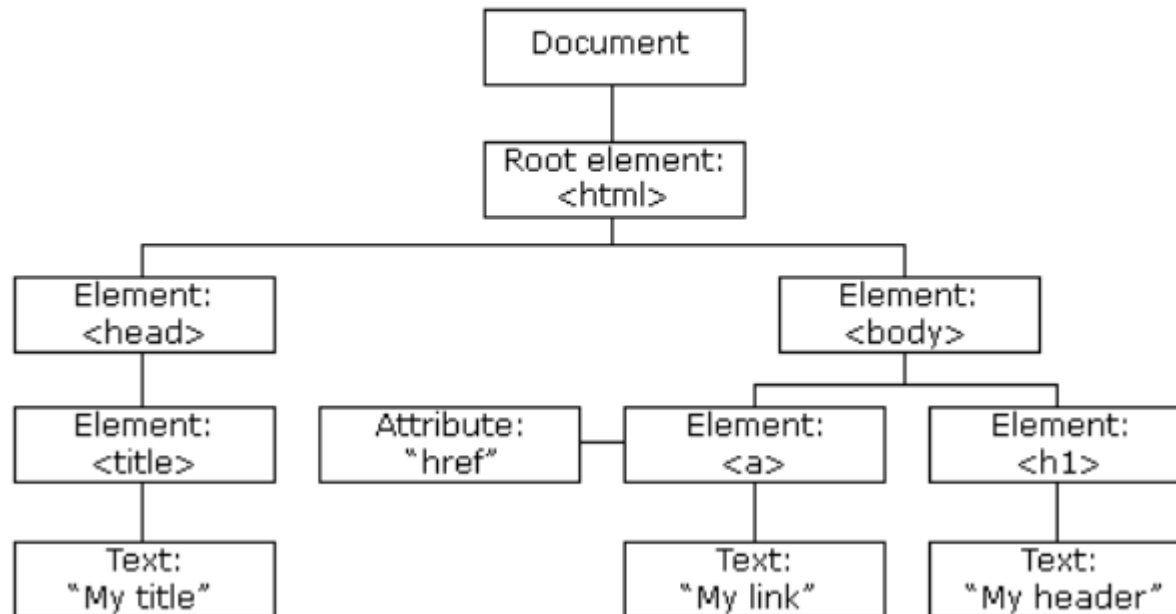 Document
Root element:
<html>
Element:
<head>
Element:
<body>
Element:
<title>
Attribute:
“href”
Element:
<a>
Element:
<h1>
Text:
“My title”
Text:
“My link”
Text:
“My header”